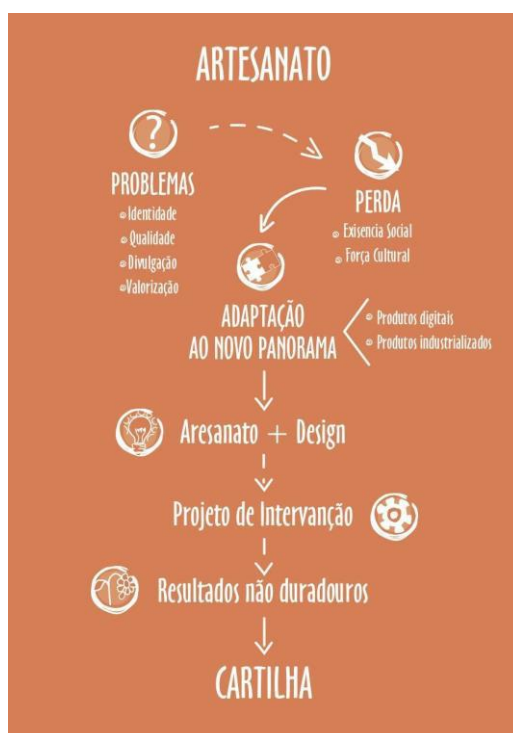 ARTESANATO
?
PROBLEMAS
Identidade
Qualidade
Divulgação
Valorização
PERDA
Exisencia Social
Força Cultural
ADAPTAÇÃO
AO NOVO PANORAMA
Produtos digitais
Produtos industrializados
Aresanato + Design
Projeto de Intervanção
Resultados não duradouros
CARTILHA